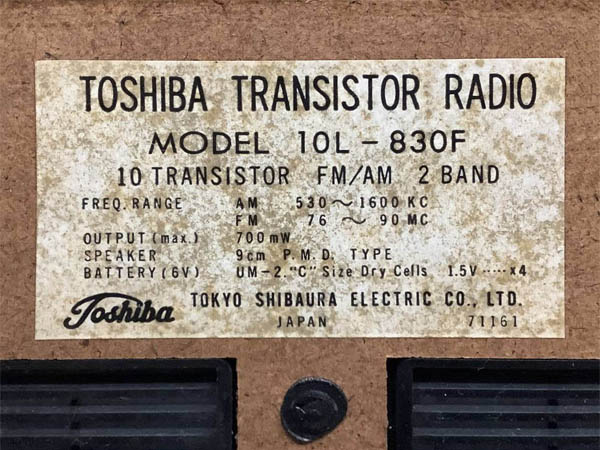 TOSHIBA TRANSISTOR RADIO
MODEL 10L-830F
10 TRANSISTOR FM/AM 2 BAND
FREQ. RANGE AM 530~1600 KC
FM 76 ~ 90 MC
OUTPUT (max.) 700mW
SPEAKER 9cm P.M.D. TYPE
BATTERY (6V) UM-2. "C" Size Dry Cells 1.5V ····· x4
Toshiba TOKYO SHIBAURA ELECTRIC CO., LTD.
JAPAN 71161